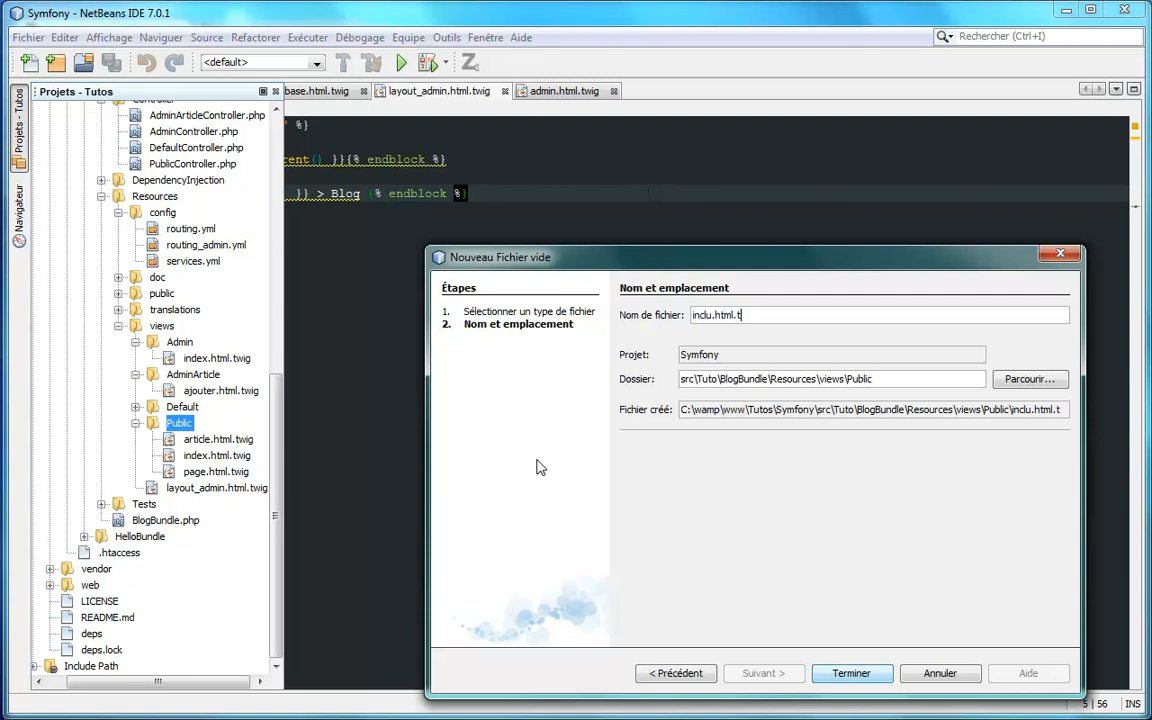 Symfony - NetBeans IDE 7.0.1
Fichier Editer Affichage Naviguer Source Refactorer Exécuter Débogage Equipe Outils Fenêtre Aide
Rechercher (Ctrl+I)
<default>
Projets - Tutos
base.html.twig
layout_admin.html.twig
admin.html.twig
Projets - Tutos
Navigateur
Controller
AdminArticleController.php
AdminController.php
DefaultController.php
PublicController.php
DependencyInjection
Resources
config
routing.yml
routing_admin.yml
services.yml
doc
public
translations
views
Admin
index.html.twig
AdminArticle
ajouter.html.twig
Default
Public
article.html.twig
index.html.twig
page.html.twig
layout_admin.html.twig
Tests
BlogBundle.php
HelloBundle
.htaccess
vendor
web
LICENSE
README.md
deps
deps.lock
Include Path
" %}
rent() }}{% endblock %}
}} > Blog {% endblock %}
Nouveau Fichier vide
Étapes
1. Sélectionner un type de fichier
2. Nom et emplacement
Nom et emplacement
Nom de fichier: inclu.html.t
Projet: Symfony
Dossier: src\Tuto\BlogBundle\Resources\views\Public Parcourir...
Fichier créé: C:\wamp\www\Tutos\Symfony\src\Tuto\BlogBundle\Resources\views\Public\inclu.html.t
< Précédent Suivant > Terminer Annuler Aide
5 | 56 INS